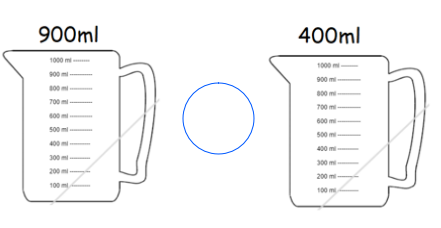 900ml
400ml
1000 ml
900 ml
800 ml
700 ml
600 ml
500 ml
400 ml
300 ml
200 ml
100 ml
1000 ml
900 ml
800 ml
700 ml
600 ml
500 ml
400 ml
300 ml
200 ml
100 ml